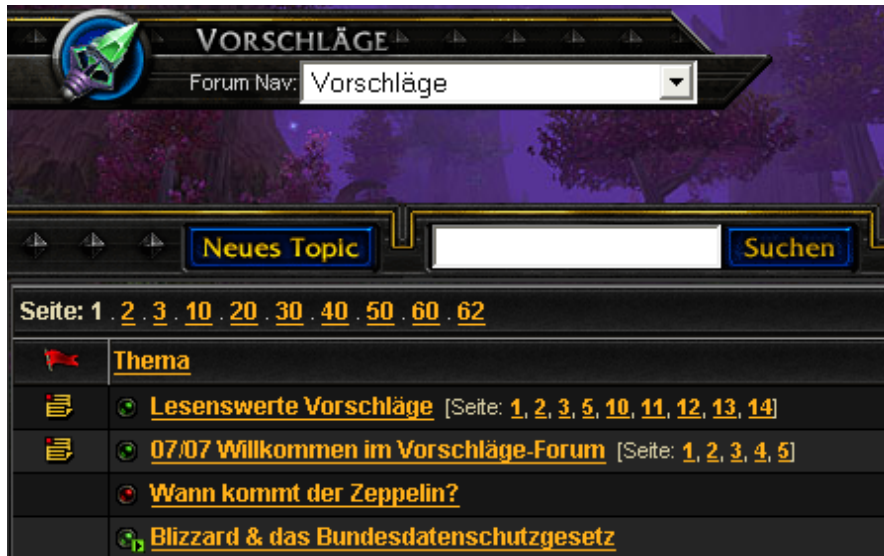 VORSCHLÄGE
Forum Nav: Vorschläge
Neues Topic Suchen
Seite: 1 . 2 . 3 . 10 . 20 . 30 . 40 . 50 . 60 . 62
Thema
Lesenswerte Vorschläge [Seite: 1, 2, 3, 5, 10, 11, 12, 13, 14]
07/07 Willkommen im Vorschläge-Forum [Seite: 1, 2, 3, 4, 5]
Wann kommt der Zeppelin?
Blizzard & das Bundesdatenschutzgesetz